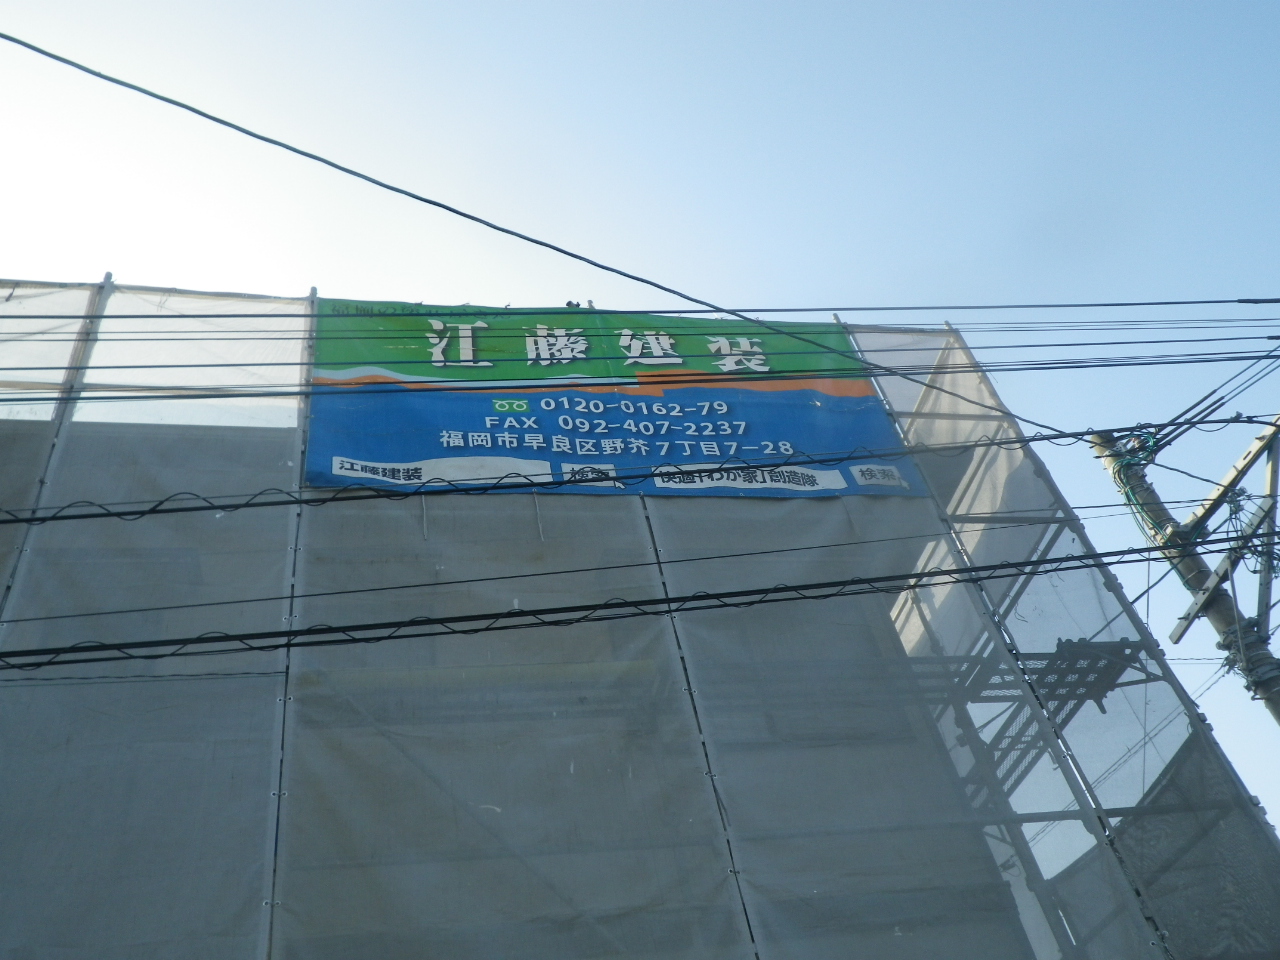 江藤建装
0120-0162-79
FAX 092-407-2237
福岡市早良区野芥7丁目7-28
江藤建装 検索 快適「わが家」創造隊 検索